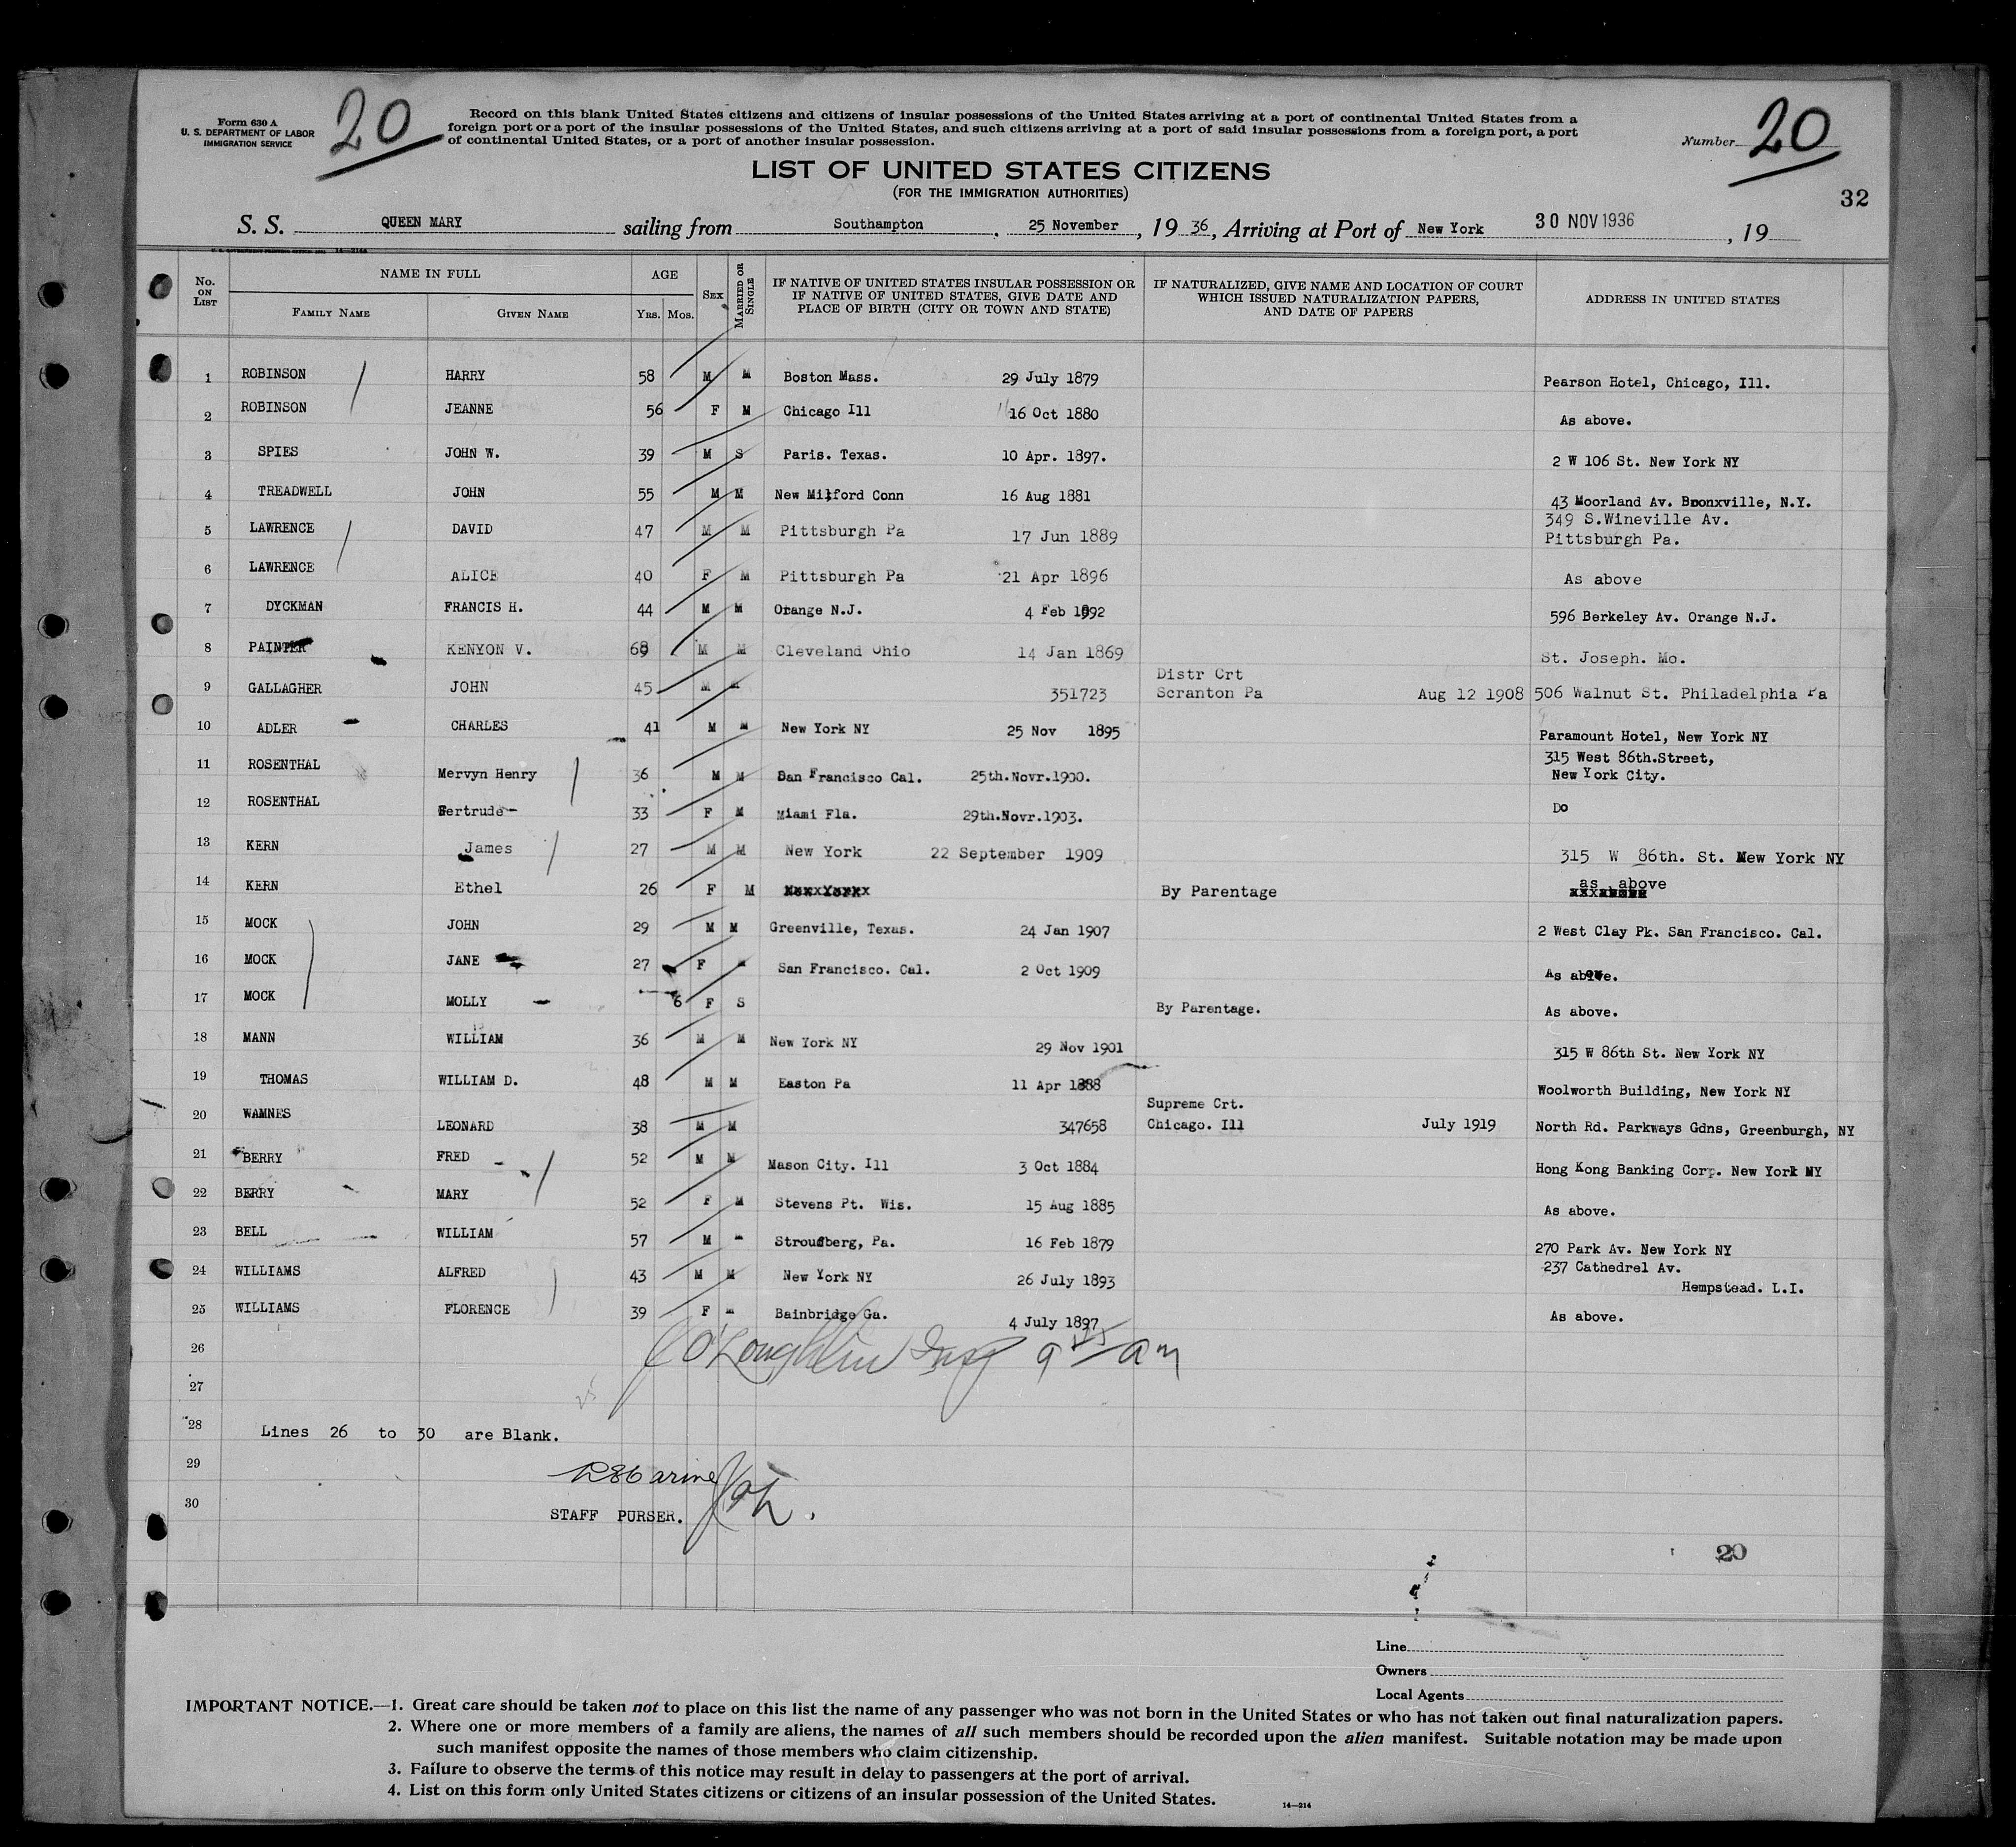 Form 630 A
U. S. DEPARTMENT OF LABOR
IMMIGRATION SERVICE
20
Record on this blank United States citizens and citizens of insular possessions of the United States arriving at a port of continental United States from a
foreign port or a port of the insular possessions of the United States, and such citizens arriving at a port of said insular possessions from a foreign port, a port
of continental United States, or a port of another insular possession.
Number 20
LIST OF UNITED STATES CITIZENS
(FOR THE IMMIGRATION AUTHORITIES)
32
S. S. QUEEN MARY sailing from Southampton, 25 November, 1936, Arriving at Port of New York 30 NOV 1936, 19
No. ON LIST
NAME IN FULL
FAMILY NAME GIVEN NAME
AGE
YRS. MOS.
SEX
MARRIED OR SINGLE
IF NATIVE OF UNITED STATES INSULAR POSSESSION OR
IF NATIVE OF UNITED STATES, GIVE DATE AND
PLACE OF BIRTH (CITY OR TOWN AND STATE)
IF NATURALIZED, GIVE NAME AND LOCATION OF COURT
WHICH ISSUED NATURALIZATION PAPERS,
AND DATE OF PAPERS
ADDRESS IN UNITED STATES
1 ROBINSON HARRY 58 M M Boston Mass. 29 July 1879 Pearson Hotel, Chicago, Ill.
2 ROBINSON JEANNE 56 F M Chicago Ill 16 Oct 1880 As above.
3 SPIES JOHN W. 39 M S Paris. Texas. 10 Apr. 1897. 2 W 106 St. New York NY
4 TREADWELL JOHN 55 M M New Milford Conn 16 Aug 1881 43 Moorland Av. Bronxville, N.Y.
5 LAWRENCE DAVID 47 M M Pittsburgh Pa 17 Jun 1889 349 S.Wineville Av.
Pittsburgh Pa.
6 LAWRENCE ALICE 40 F M Pittsburgh Pa 21 Apr 1896 As above
7 DYCKMAN FRANCIS H. 44 M M Orange N.J. 4 Feb 1892 596 Berkeley Av. Orange N.J.
8 PAINTER KENYON V. 68 M M Cleveland Ohio 14 Jan 1869 St. Joseph. Mo.
9 GALLAGHER JOHN 45 M M 351723 Distr Crt
Scranton Pa Aug 12 1908 506 Walnut St. Philadelphia Pa
10 ADLER CHARLES 41 M M New York NY 25 Nov 1895 Paramount Hotel, New York NY
11 ROSENTHAL Mervyn Henry 36 M M San Francisco Cal. 25th.Novr.1900. 315 West 86th.Street,
New York City.
12 ROSENTHAL Gertrude 33 F M Miami Fla. 29th.Novr.1903. Do
13 KERN James 27 M M New York 22 September 1909 315 W 86th. St. New York NY
14 KERN Ethel 26 F M By Parentage as above
15 MOCK JOHN 29 M M Greenville, Texas. 24 Jan 1907 2 West Clay Pk. San Francisco. Cal.
16 MOCK JANE 27 F M San Francisco. Cal. 2 Oct 1909 As above.
17 MOCK MOLLY 6 F S By Parentage. As above.
18 MANN WILLIAM 36 M M New York NY 29 Nov 1901 315 W 86th St. New York NY
19 THOMAS WILLIAM D. 48 M M Easton Pa 11 Apr 1888 Woolworth Building, New York NY
20 WAMNES LEONARD 38 M M 347658 Supreme Crt.
Chicago. Ill July 1919 North Rd. Parkways Gdns, Greenburgh, NY
21 BERRY FRED 52 M M Mason City. Ill 3 Oct 1884 Hong Kong Banking Corp. New York NY
22 BERRY MARY 52 F M Stevens Pt. Wis. 15 Aug 1885 As above.
23 BELL WILLIAM 57 M M Stroudberg, Pa. 16 Feb 1879 270 Park Av. New York NY
24 WILLIAMS ALFRED 43 M M New York NY 26 July 1893 237 Cathedrel Av.
Hempstead. L.I.
25 WILLIAMS FLORENCE 39 F M Bainbridge Ga. 4 July 1897 As above.
26 J O'Loughlin Insp 9 15 am
27
28 Lines 26 to 30 are Blank.
29
30 STAFF PURSER.
20
Line
Owners
Local Agents
IMPORTANT NOTICE.—1. Great care should be taken not to place on this list the name of any passenger who was not born in the United States or who has not taken out final naturalization papers.
2. Where one or more members of a family are aliens, the names of all such members should be recorded upon the alien manifest. Suitable notation may be made upon
such manifest opposite the names of those members who claim citizenship.
3. Failure to observe the terms of this notice may result in delay to passengers at the port of arrival.
4. List on this form only United States citizens or citizens of an insular possession of the United States.
14—214